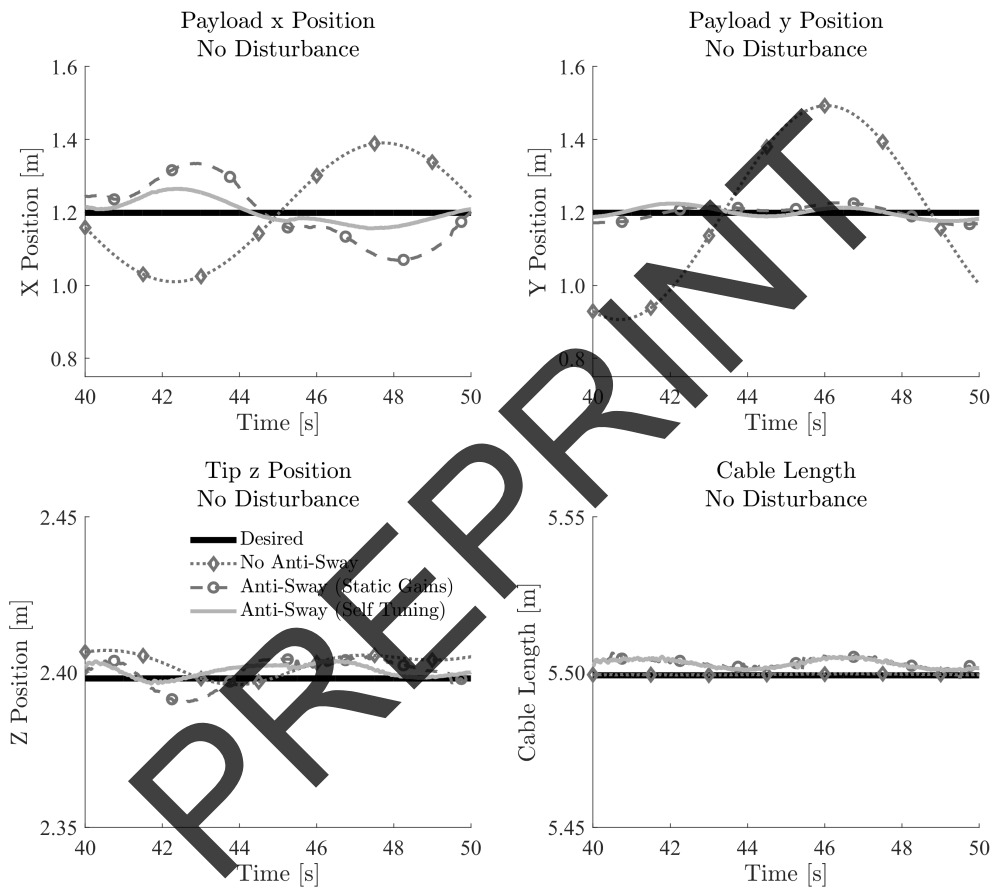 Payload x Position
No Disturbance
1.6
1.4
1.2
1.0
0.8
X Position [m]
40 42 44 46 48 50
Time [s]
Payload y Position
No Disturbance
1.6
1.4
1.2
1.0
0.8
Y Position [m]
40 42 44 46 48 50
Time [s]
Tip z Position
No Disturbance
2.45
2.40
2.35
Z Position [m]
Desired
No Anti-Sway
Anti-Sway (Static Gains)
Anti-Sway (Self Tuning)
40 42 44 46 48 50
Time [s]
Cable Length
No Disturbance
5.55
5.50
5.45
Cable Length [m]
40 42 44 46 48 50
Time [s]
PREPRINT